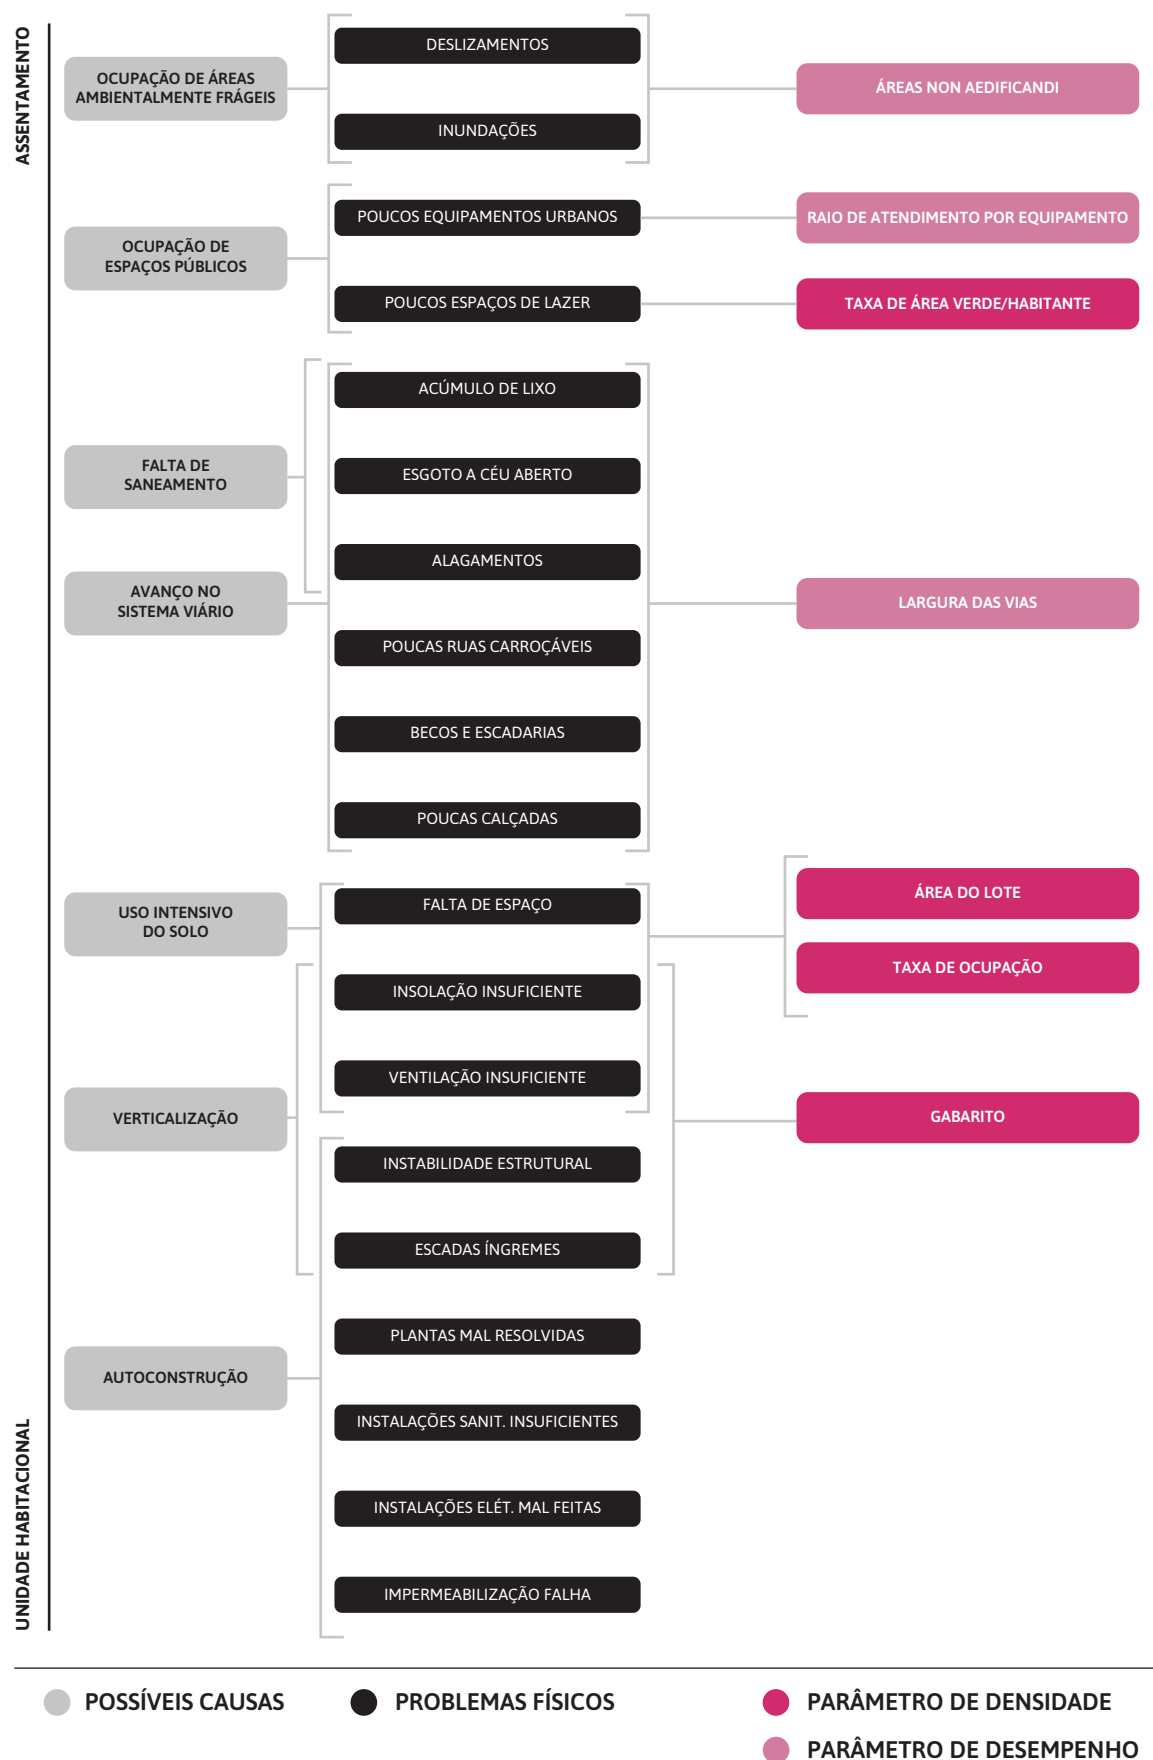 ASSENTAMENTO
OCUPAÇÃO DE ÁREAS
AMBIENTALMENTE FRÁGEIS
DESLIZAMENTOS
INUNDAÇÕES
ÁREAS NON AEDIFICANDI
OCUPAÇÃO DE
ESPAÇOS PÚBLICOS
POUCOS EQUIPAMENTOS URBANOS
RAIO DE ATENDIMENTO POR EQUIPAMENTO
POUCOS ESPAÇOS DE LAZER
TAXA DE ÁREA VERDE/HABITANTE
FALTA DE
SANEAMENTO
AVANÇO NO
SISTEMA VIÁRIO
ACÚMULO DE LIXO
ESGOTO A CÉU ABERTO
ALAGAMENTOS
POUCAS RUAS CARROÇÁVEIS
BECOS E ESCADARIAS
POUCAS CALÇADAS
LARGURA DAS VIAS
USO INTENSIVO
DO SOLO
FALTA DE ESPAÇO
INSOLAÇÃO INSUFICIENTE
VENTILAÇÃO INSUFICIENTE
ÁREA DO LOTE
TAXA DE OCUPAÇÃO
VERTICALIZAÇÃO
GABARITO
INSTABILIDADE ESTRUTURAL
ESCADAS ÍNGREMES
AUTOCONSTRUÇÃO
PLANTAS MAL RESOLVIDAS
INSTALAÇÕES SANIT. INSUFICIENTES
INSTALAÇÕES ELÉT. MAL FEITAS
IMPERMEABILIZAÇÃO FALHA
UNIDADE HABITACIONAL
POSSÍVEIS CAUSAS
PROBLEMAS FÍSICOS
PARÂMETRO DE DENSIDADE
PARÂMETRO DE DESEMPENHO